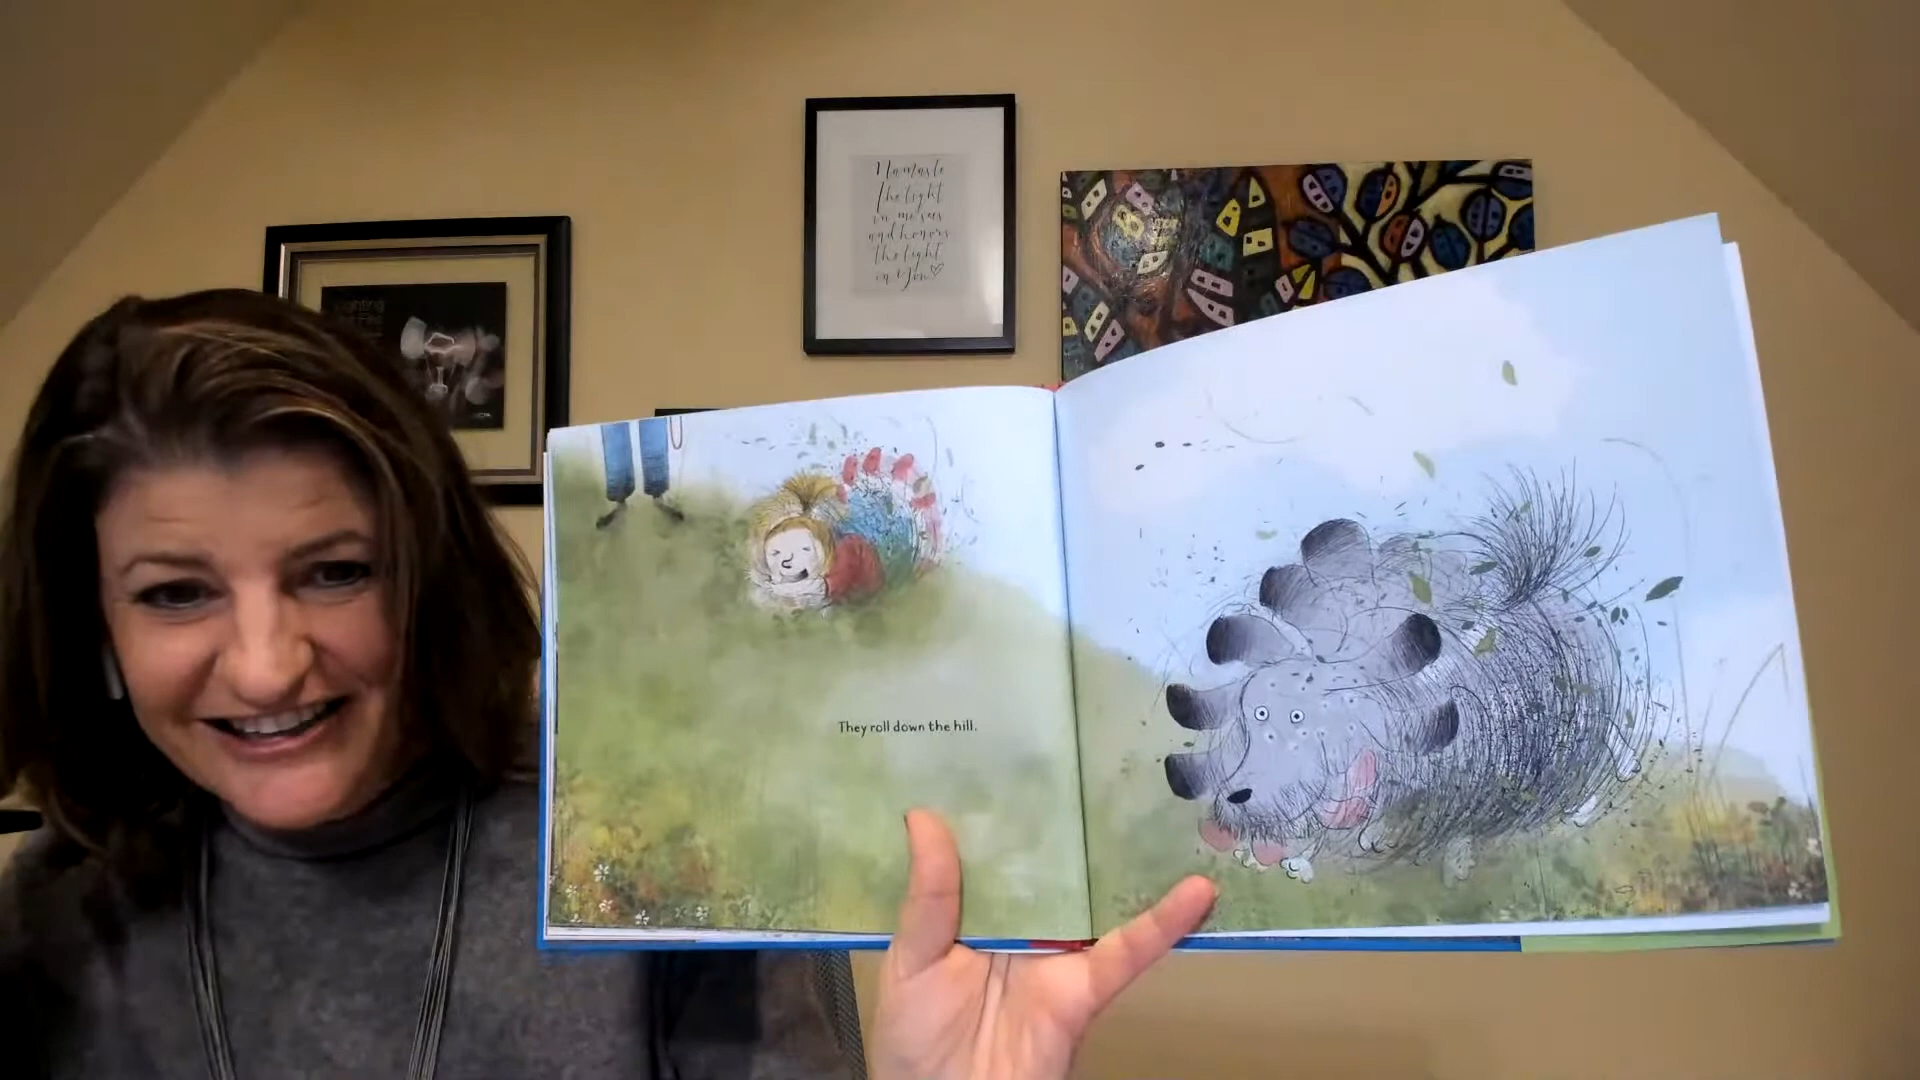 Namaste
the light
in me sees
and honors
the light
in you
They roll down the hill.